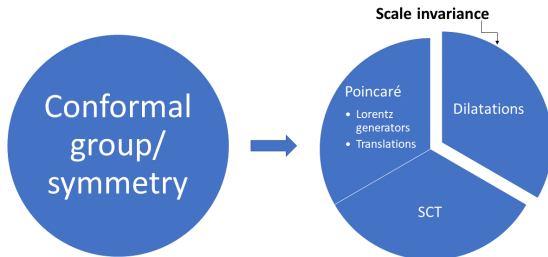 Scale invariance
Conformal
group/
symmetry
Poincaré
• Lorentz
generators
• Translations
Dilatations
SCT